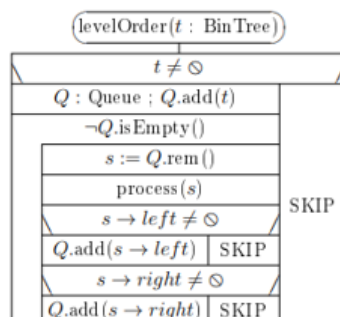 levelOrder(t : BinTree)
t ≠ ⦸
Q : Queue ; Q.add(t)
¬Q.isEmpty()
s := Q.rem()
process(s)
SKIP
s → left ≠ ⦸
Q.add(s → left) SKIP
s → right ≠ ⦸
Q.add(s → right) SKIP